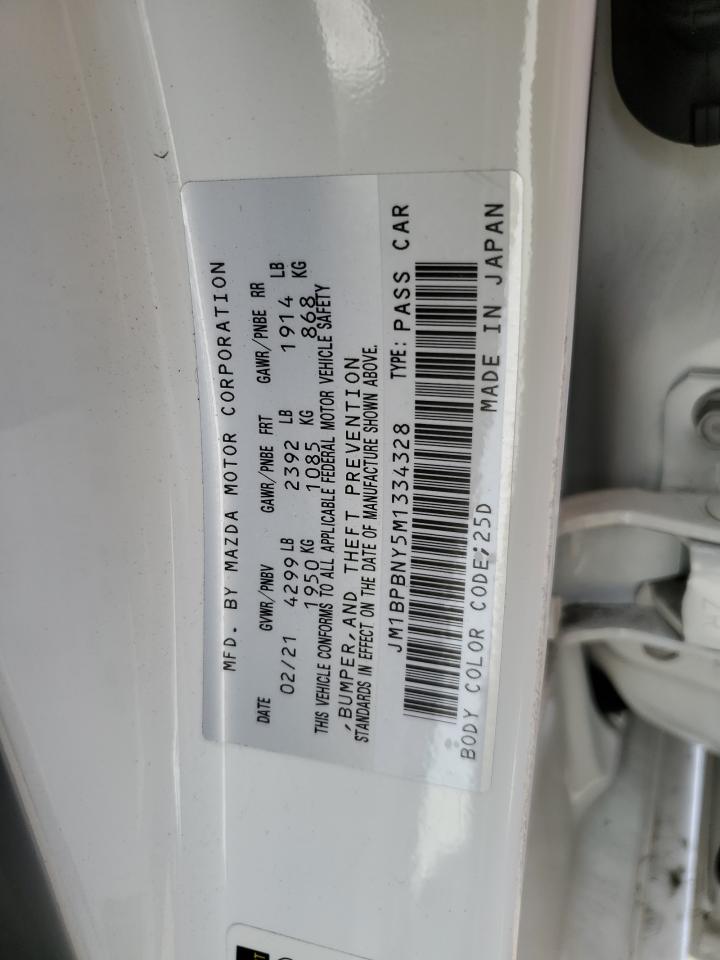 MFD. BY MAZDA MOTOR CORPORATION
DATE GVWR/PNBV GAWR/PNBE FRT GAWR/PNBE RR
02/21 4299 LB 2392 LB 1914 LB
1950 KG 1085 KG 868 KG
THIS VEHICLE CONFORMS TO ALL APPLICABLE FEDERAL MOTOR VEHICLE SAFETY
,BUMPER,AND THEFT PREVENTION
STANDARDS IN EFFECT ON THE DATE OF MANUFACTURE SHOWN ABOVE.
JM1BPBNY5M1334328 TYPE: PASS CAR
BODY COLOR CODE;25D MADE IN JAPAN